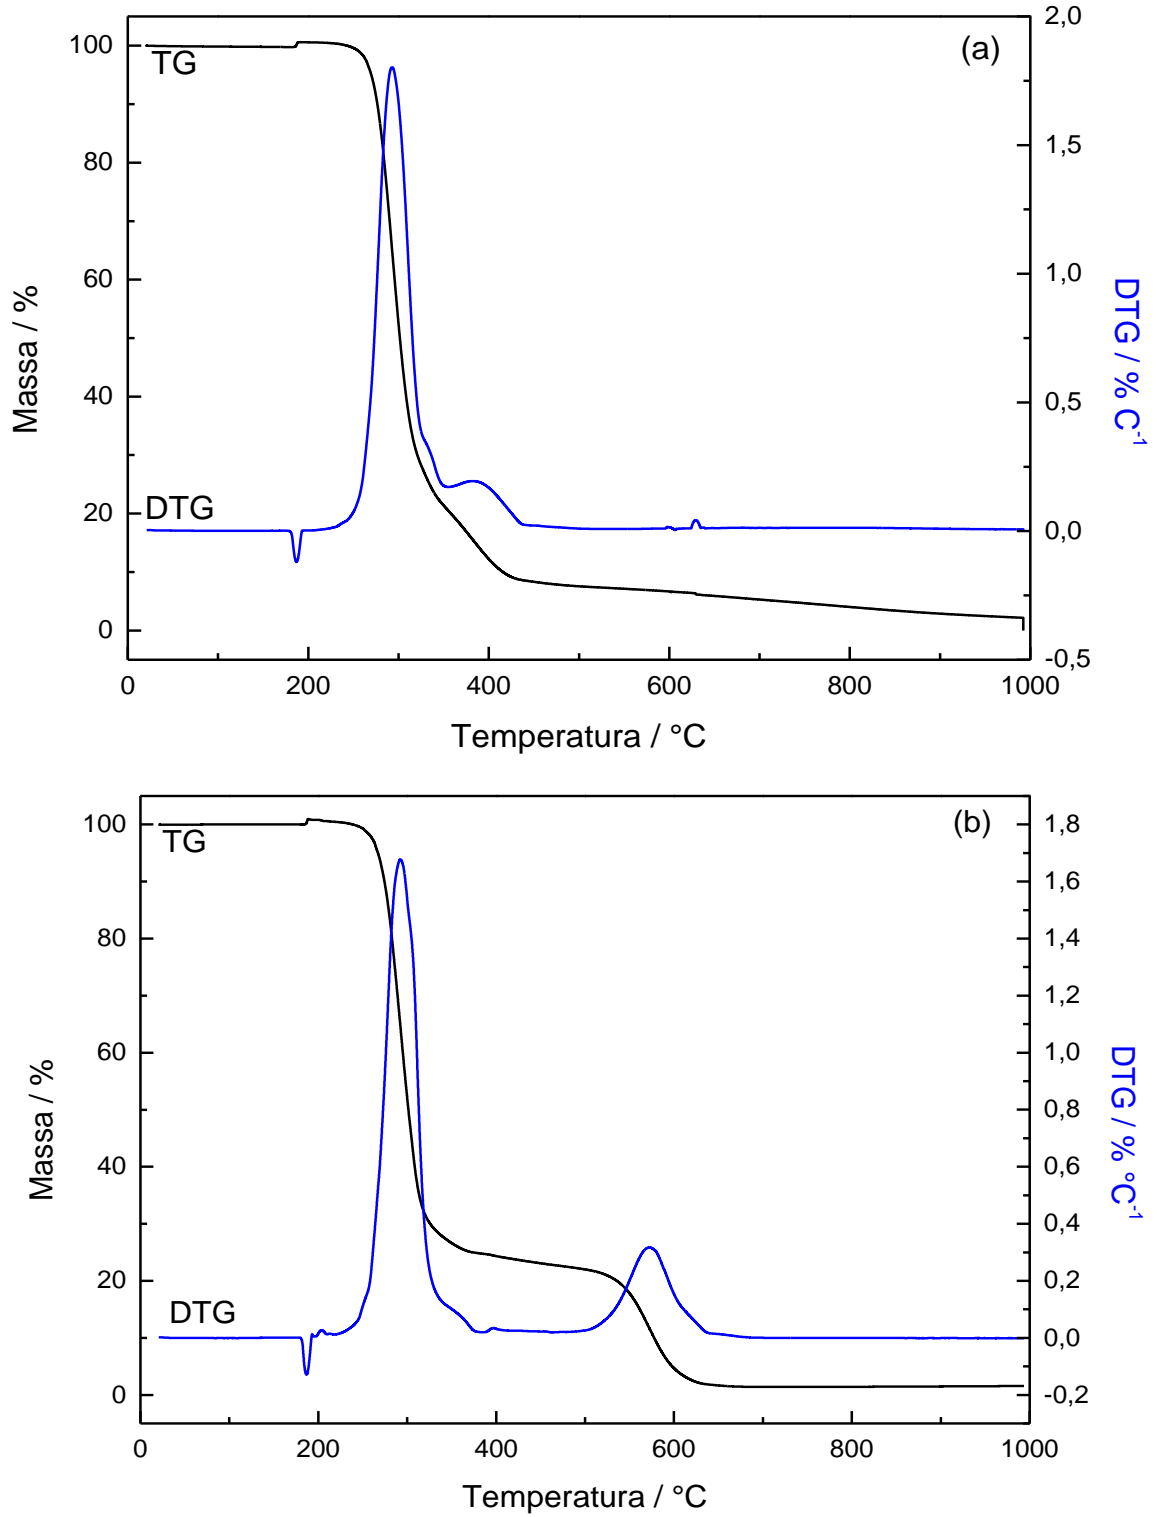 (a)
TG
DTG
100
80
60
40
20
0
2,0
1,5
1,0
0,5
0,0
-0,5
0 200 400 600 800 1000
Massa / %
DTG / % C⁻¹
Temperatura / °C
(b)
TG
DTG
100
80
60
40
20
0
1,8
1,6
1,4
1,2
1,0
0,8
0,6
0,4
0,2
0,0
-0,2
0 200 400 600 800 1000
Massa / %
DTG / % °C⁻¹
Temperatura / °C